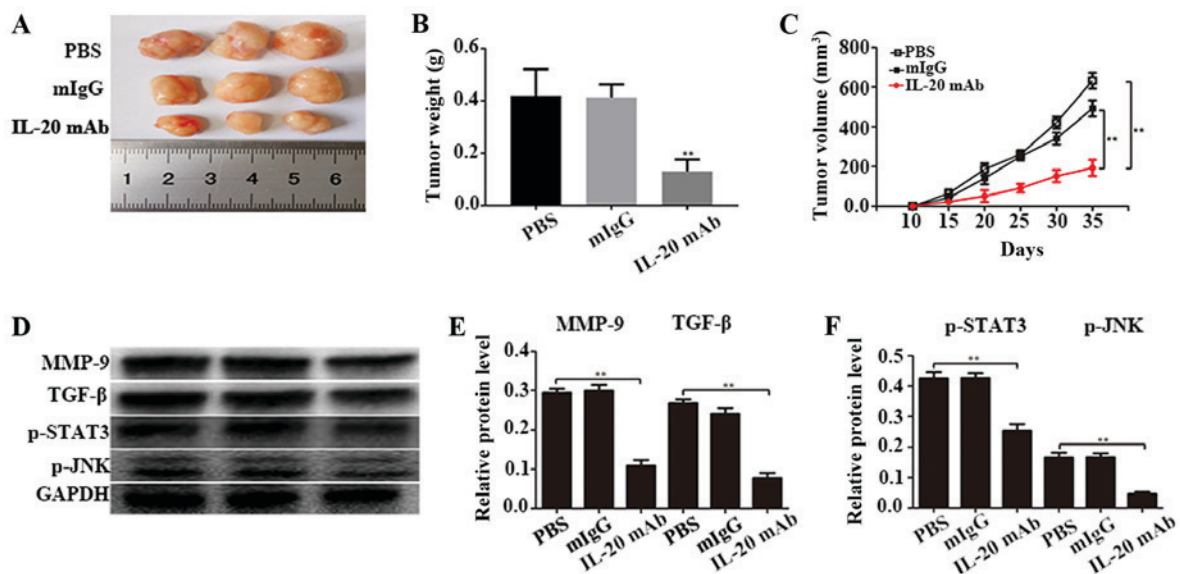 A
PBS
mIgG
IL-20 mAb
1 2 3 4 5 6
B
Tumor weight (g)
0.6
0.4
0.2
0.0
**
PBS
mIgG
IL-20 mAb
C
Tumor volume (mm³)
800
600
400
200
0.0
PBS
mIgG
IL-20 mAb
**
**
10 15 20 25 30 35
Days
D
MMP-9
TGF-β
p-STAT3
p-JNK
GAPDH
E
MMP-9 TGF-β
Relative protein level
0.4
0.3
0.2
0.1
0.0
**
**
PBS
mIgG
IL-20 mAb
PBS
mIgG
IL-20 mAb
F
p-STAT3 p-JNK
Relative protein level
0.5
0.4
0.3
0.2
0.1
0.0
**
**
PBS
mIgG
IL-20 mAb
PBS
mIgG
IL-20 mAb